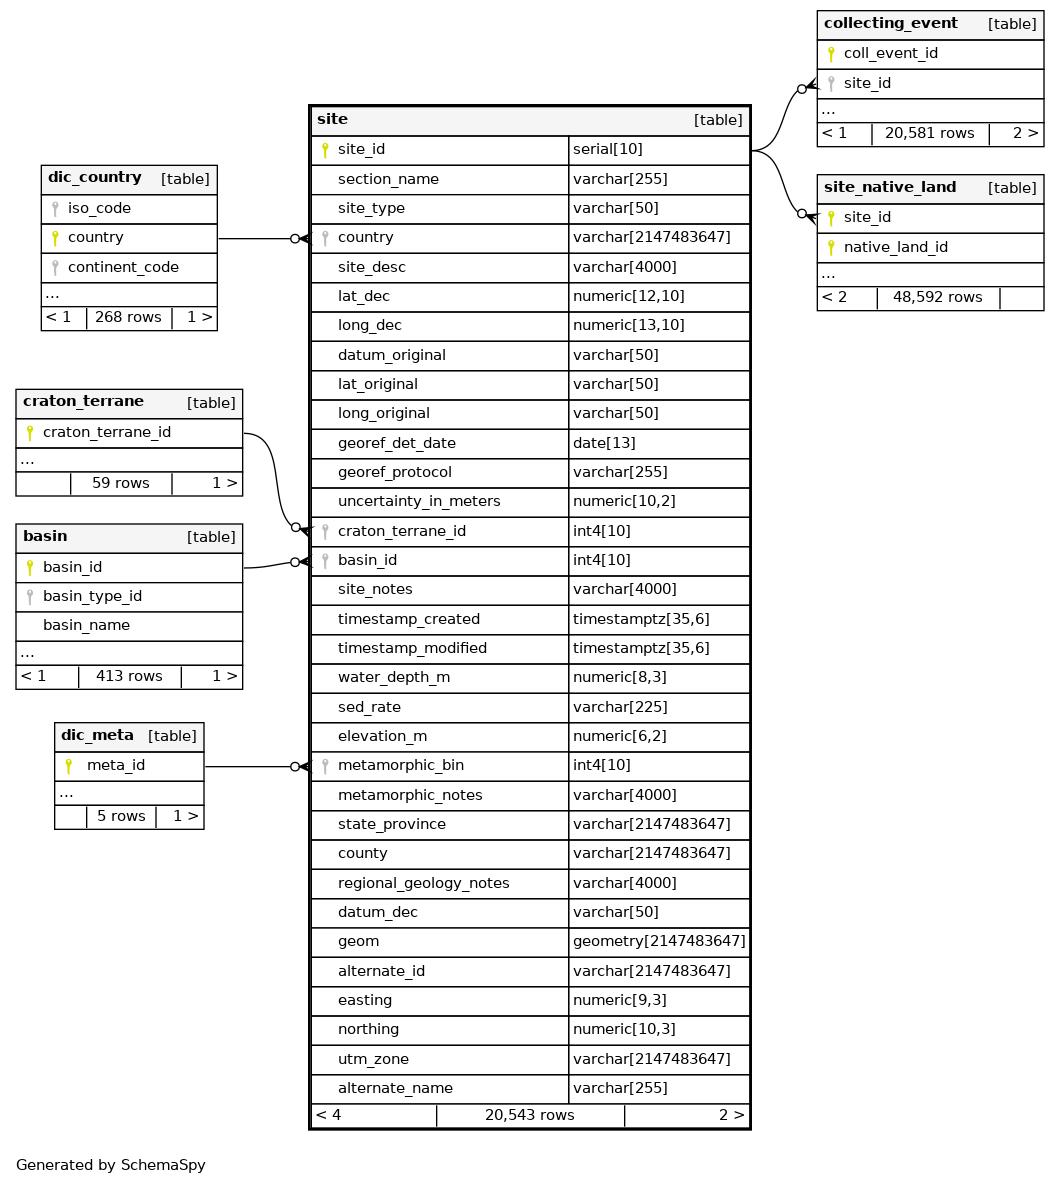 collecting_event [table]
coll_event_id
site_id
...
< 1 20,581 rows 2 >
site [table]
site_id serial[10]
section_name varchar[255]
site_type varchar[50]
country varchar[2147483647]
site_desc varchar[4000]
lat_dec numeric[12,10]
long_dec numeric[13,10]
datum_original varchar[50]
lat_original varchar[50]
long_original varchar[50]
georef_det_date date[13]
georef_protocol varchar[255]
uncertainty_in_meters numeric[10,2]
craton_terrane_id int4[10]
basin_id int4[10]
site_notes varchar[4000]
timestamp_created timestamptz[35,6]
timestamp_modified timestamptz[35,6]
water_depth_m numeric[8,3]
sed_rate varchar[225]
elevation_m numeric[6,2]
metamorphic_bin int4[10]
metamorphic_notes varchar[4000]
state_province varchar[2147483647]
county varchar[2147483647]
regional_geology_notes varchar[4000]
datum_dec varchar[50]
geom geometry[2147483647]
alternate_id varchar[2147483647]
easting numeric[9,3]
northing numeric[10,3]
utm_zone varchar[2147483647]
alternate_name varchar[255]
< 4 20,543 rows 2 >
dic_country [table]
iso_code
country
continent_code
...
< 1 268 rows 1 >
site_native_land [table]
site_id
native_land_id
...
< 2 48,592 rows
craton_terrane [table]
craton_terrane_id
...
59 rows 1 >
basin [table]
basin_id
basin_type_id
basin_name
...
< 1 413 rows 1 >
dic_meta [table]
meta_id
...
5 rows 1 >
Generated by SchemaSpy